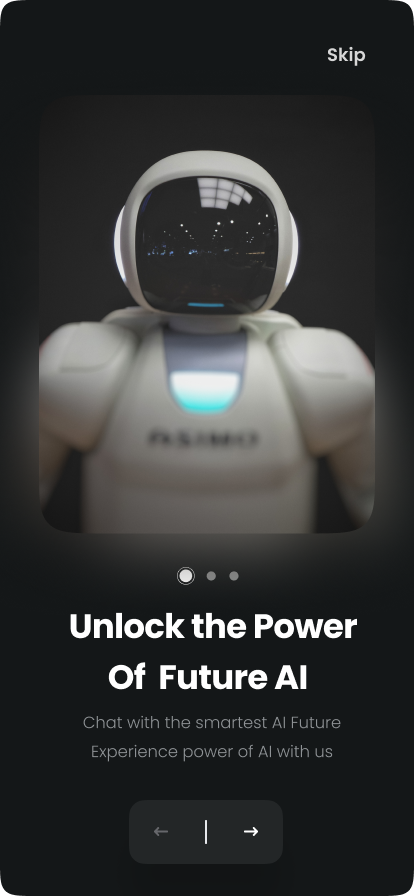 Skip
ASIMO
Unlock the Power
Of Future AI
Chat with the smartest AI Future
Experience power of AI with us